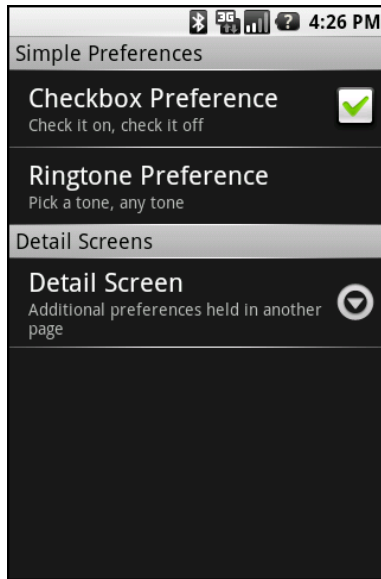 3G ? 4:26 PM
Simple Preferences
Checkbox Preference
Check it on, check it off
Ringtone Preference
Pick a tone, any tone
Detail Screens
Detail Screen
Additional preferences held in another
page